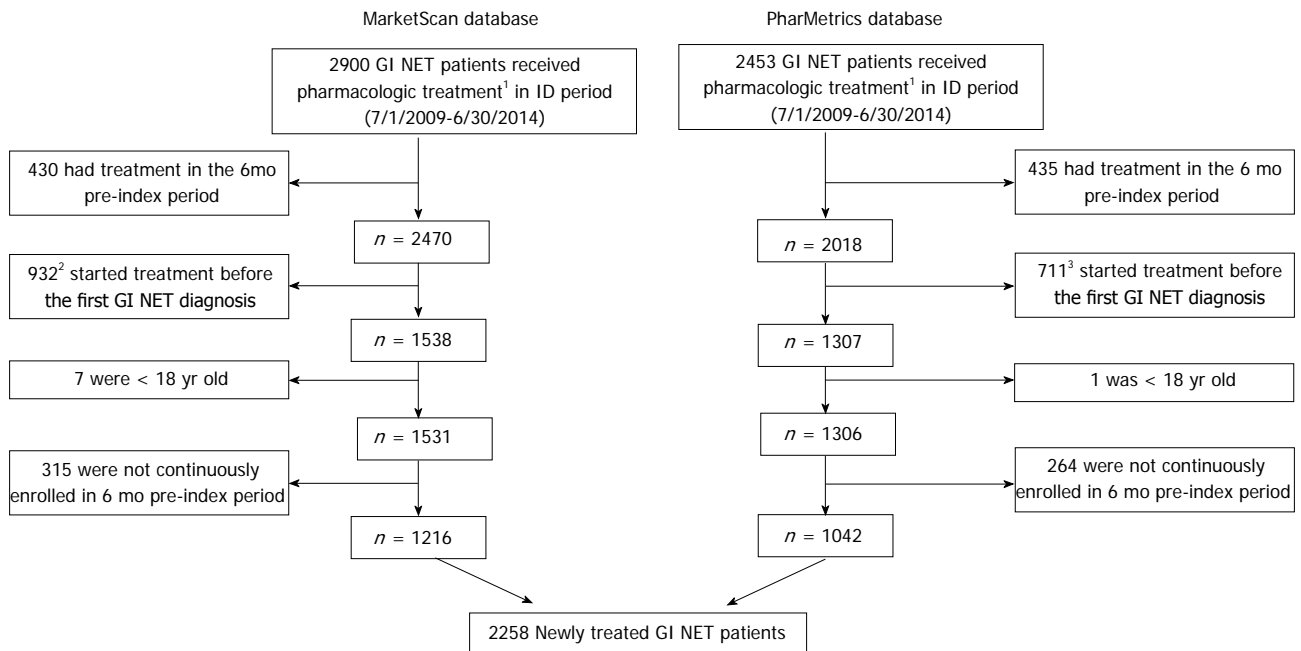 MarketScan database
PharMetrics database
2900 GI NET patients received
pharmacologic treatment¹ in ID period
(7/1/2009-6/30/2014)
2453 GI NET patients received
pharmacologic treatment¹ in ID period
(7/1/2009-6/30/2014)
430 had treatment in the 6mo
pre-index period
435 had treatment in the 6 mo
pre-index period
n = 2470
n = 2018
932² started treatment before
the first GI NET diagnosis
711³ started treatment before
the first GI NET diagnosis
n = 1538
n = 1307
7 were < 18 yr old
1 was < 18 yr old
n = 1531
n = 1306
315 were not continuously
enrolled in 6 mo pre-index period
264 were not continuously
enrolled in 6 mo pre-index period
n = 1216
n = 1042
2258 Newly treated GI NET patients